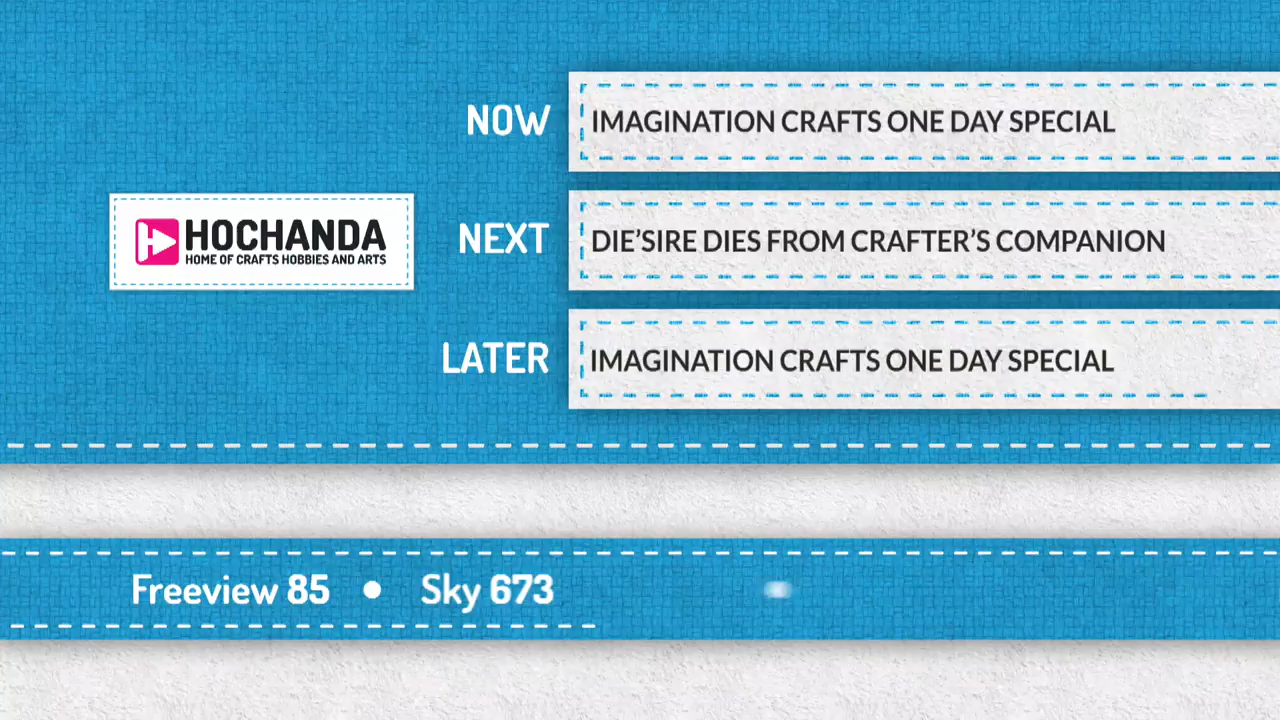 NOW
IMAGINATION CRAFTS ONE DAY SPECIAL
HOCHANDA
HOME OF CRAFTS HOBBIES AND ARTS
NEXT
DIE'SIRE DIES FROM CRAFTER'S COMPANION
LATER
IMAGINATION CRAFTS ONE DAY SPECIAL
Freeview 85 • Sky 673